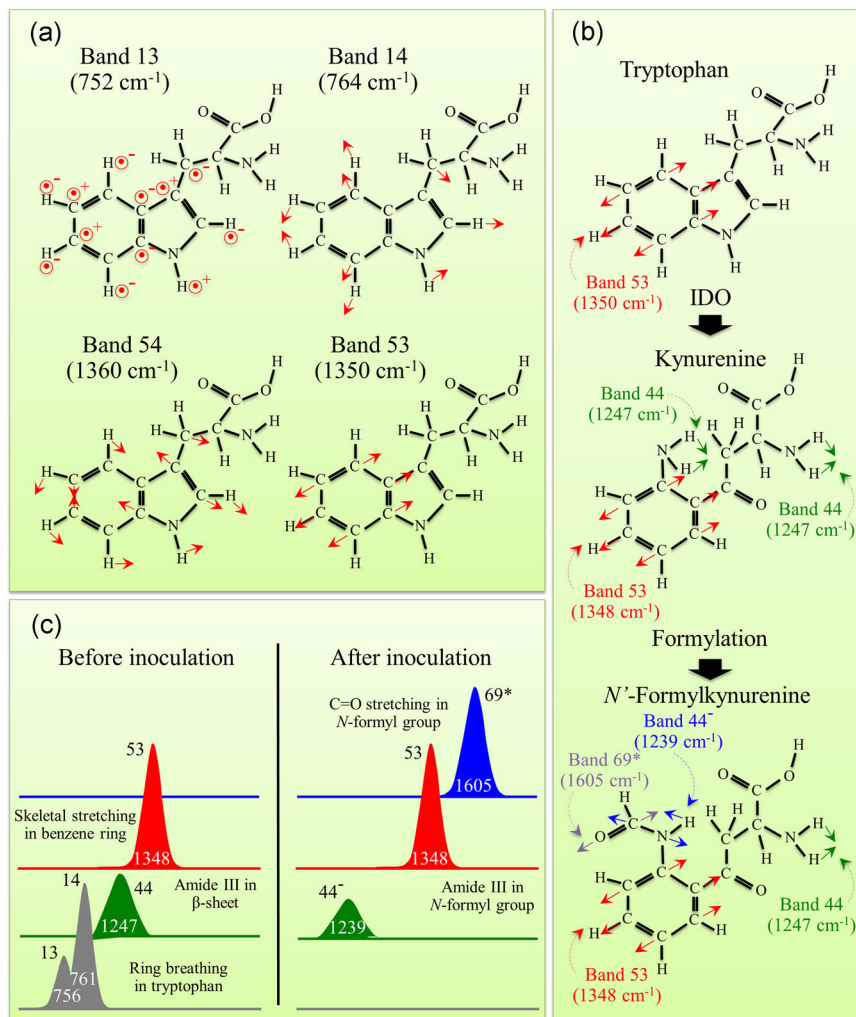 (a)
Band 13
(752 cm⁻¹)
Band 14
(764 cm⁻¹)
Band 54
(1360 cm⁻¹)
Band 53
(1350 cm⁻¹)
(b)
Tryptophan
Band 53
(1350 cm⁻¹)
IDO
Kynurenine
Band 44
(1247 cm⁻¹)
Band 44
(1247 cm⁻¹)
Band 53
(1348 cm⁻¹)
Formylation
N'-Formylkynurenine
Band 44⁻
(1239 cm⁻¹)
Band 69*
(1605 cm⁻¹)
Band 44
(1247 cm⁻¹)
Band 53
(1348 cm⁻¹)
(c)
Before inoculation
53
Skeletal stretching
in benzene ring
1348
14
44
Amide III in
β-sheet
1247
13
761
756
Ring breathing
in tryptophan
After inoculation
C=O stretching in
N-formyl group
69*
53
1605
1348
44⁻
Amide III in
N-formyl group
1239